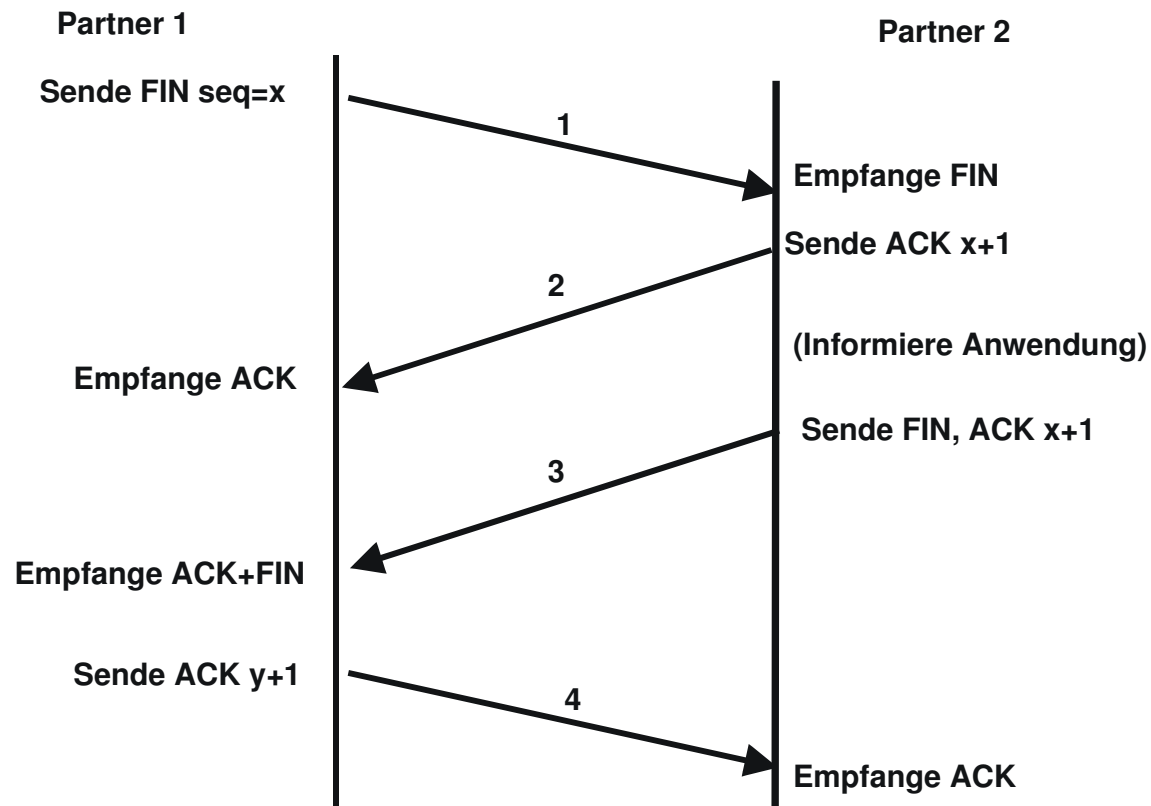 Partner 1
Partner 2
Sende FIN seq=x
1
Empfange FIN
Sende ACK x+1
2
(Informiere Anwendung)
Empfange ACK
Sende FIN, ACK x+1
3
Empfange ACK+FIN
Sende ACK y+1
4
Empfange ACK